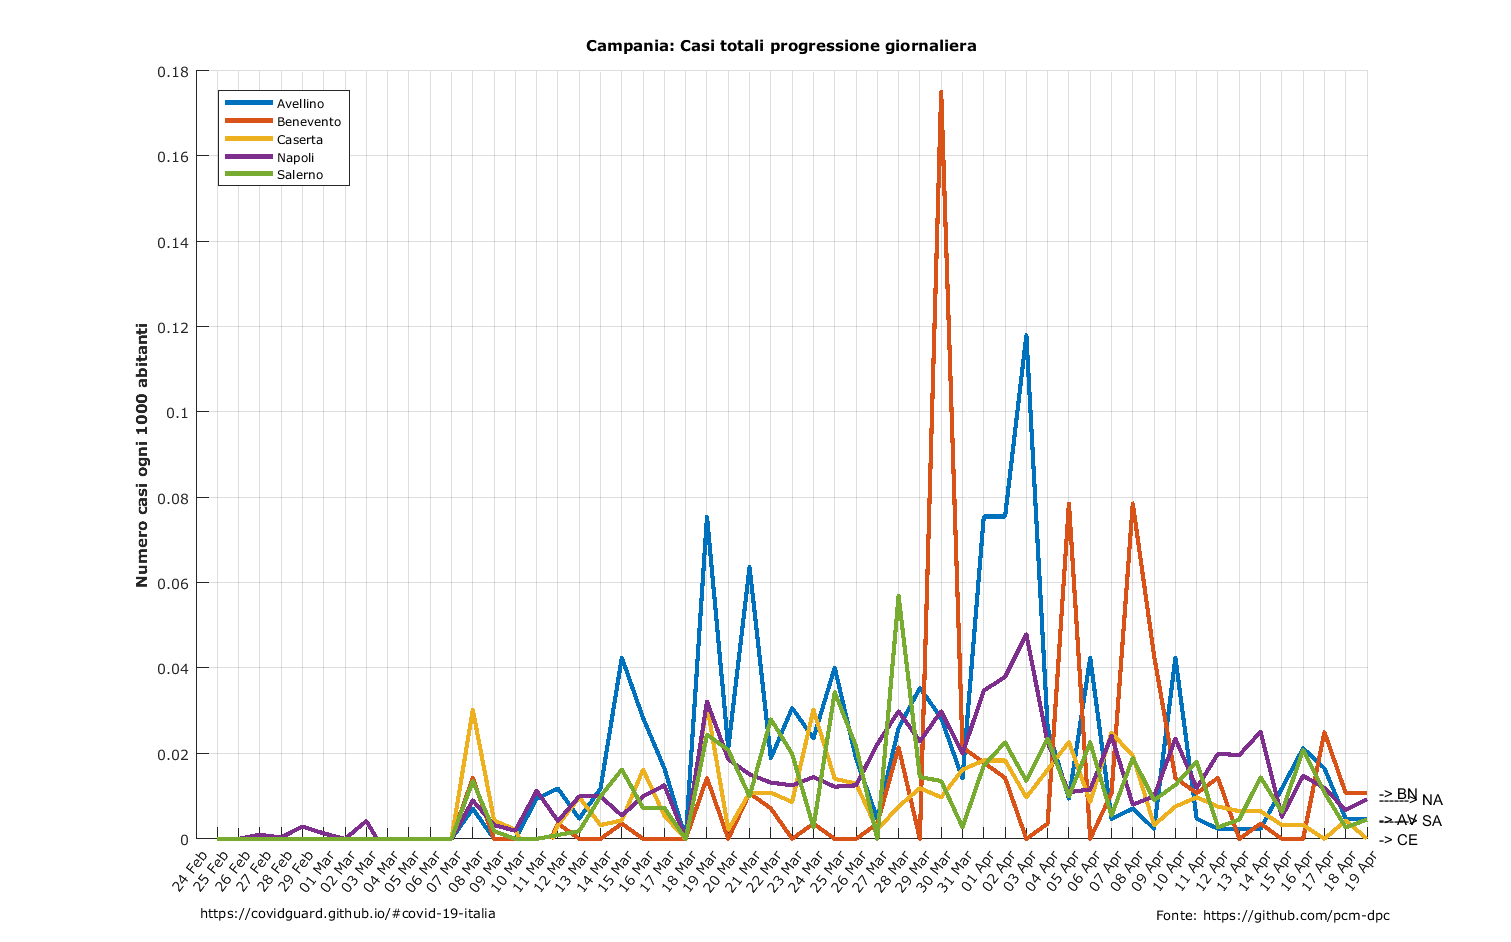 Campania: Casi totali progressione giornaliera
Numero casi ogni 1000 abitanti
0.18
0.16
0.14
0.12
0.1
0.08
0.06
0.04
0.02
0
Avellino
Benevento
Caserta
Napoli
Salerno
-> BN
------> NA
-> AV
------> SA
-> CE
24 Feb
25 Feb
26 Feb
27 Feb
28 Feb
29 Feb
01 Mar
02 Mar
03 Mar
04 Mar
05 Mar
06 Mar
07 Mar
08 Mar
09 Mar
10 Mar
11 Mar
12 Mar
13 Mar
14 Mar
15 Mar
16 Mar
17 Mar
18 Mar
19 Mar
20 Mar
21 Mar
22 Mar
23 Mar
24 Mar
25 Mar
26 Mar
27 Mar
28 Mar
29 Mar
30 Mar
31 Mar
01 Apr
02 Apr
03 Apr
04 Apr
05 Apr
06 Apr
07 Apr
08 Apr
09 Apr
10 Apr
11 Apr
12 Apr
13 Apr
14 Apr
15 Apr
16 Apr
17 Apr
18 Apr
19 Apr
https://covidguard.github.io/#covid-19-italia
Fonte: https://github.com/pcm-dpc